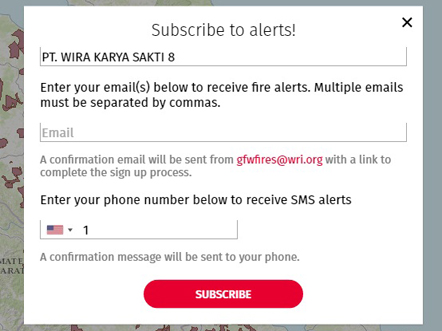 Subscribe to alerts!
PT. WIRA KARYA SAKTI 8
Enter your email(s) below to receive fire alerts. Multiple emails
must be separated by commas.
Email
A confirmation email will be sent from gfwfires@wri.org with a link to
complete the sign up process.
Enter your phone number below to receive SMS alerts
1
A confirmation message will be sent to your phone.
SUBSCRIBE